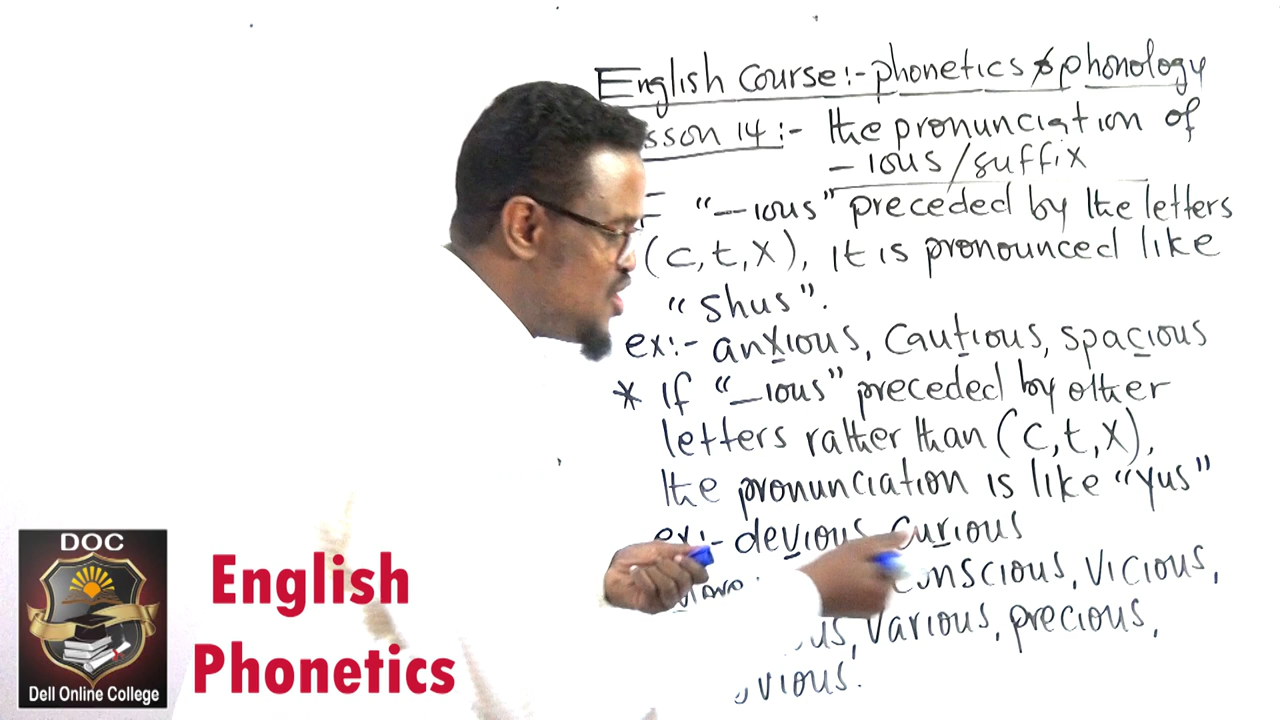 English Course:- phonetics & phonology
sson 14:- the pronunciation of
-ious/suffix
"-ious" preceded by the letters
(c,t,x), it is pronounced like
"shus".
ex:- anxious, cautious, spacious
* if "-ious" preceded by other
letters rather than (c,t,x),
the pronunciation is like "yus"
ex:- devious, curious
onscious, vicious,
us, various, precious,
vious.
DOC
Dell Online College
English
Phonetics